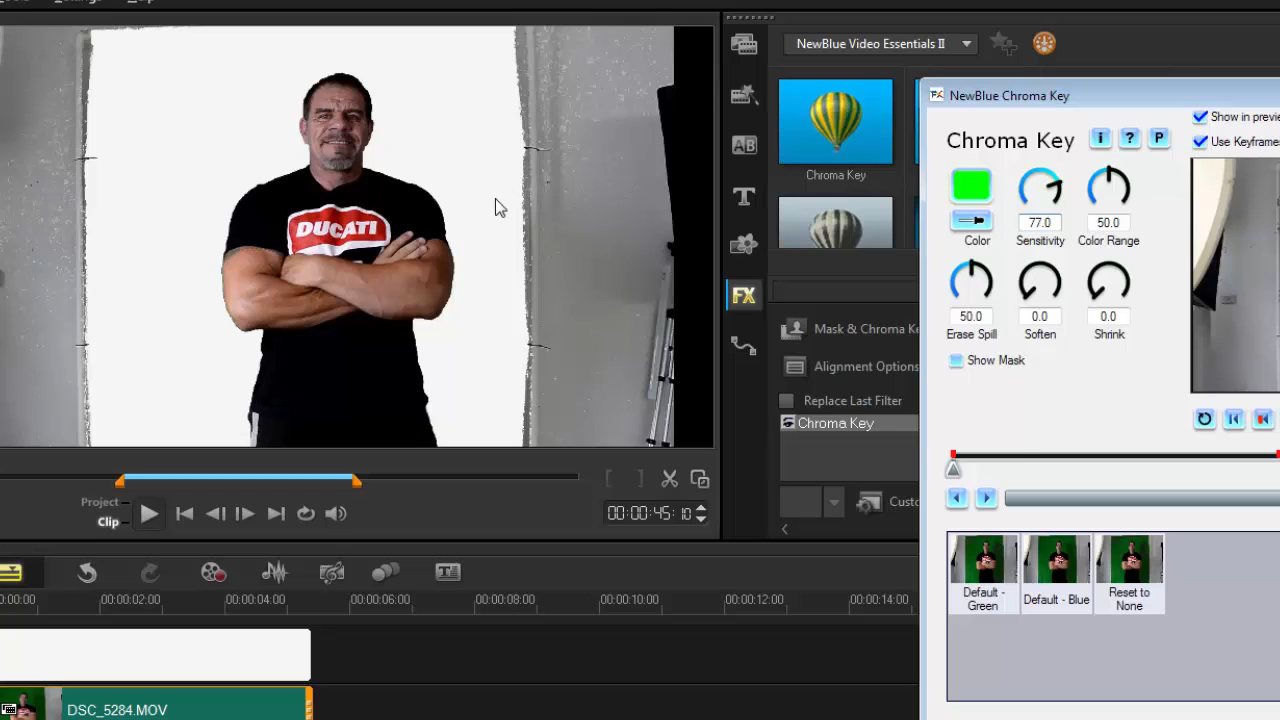 NewBlue Video Essentials II
NewBlue Chroma Key
Show in previe
Chroma Key
i ? P
Use Keyframe
DUCATI
Chroma Key
77.0
50.0
Color
Sensitivity
Color Range
AB
T
FX
50.0
0.0
0.0
Erase Spill
Soften
Shrink
Mask & Chroma Ke
Show Mask
Alignment Options
Replace Last Filter
Chroma Key
Project
Clip
00:00:45:10
Custo
Default - Green
Default - Blue
Reset to None
0:00:00
00:00:02:00
00:00:04:00
00:00:06:00
00:00:08:00
00:00:10:00
00:00:12:00
00:00:14:00
DSC_5284.MOV